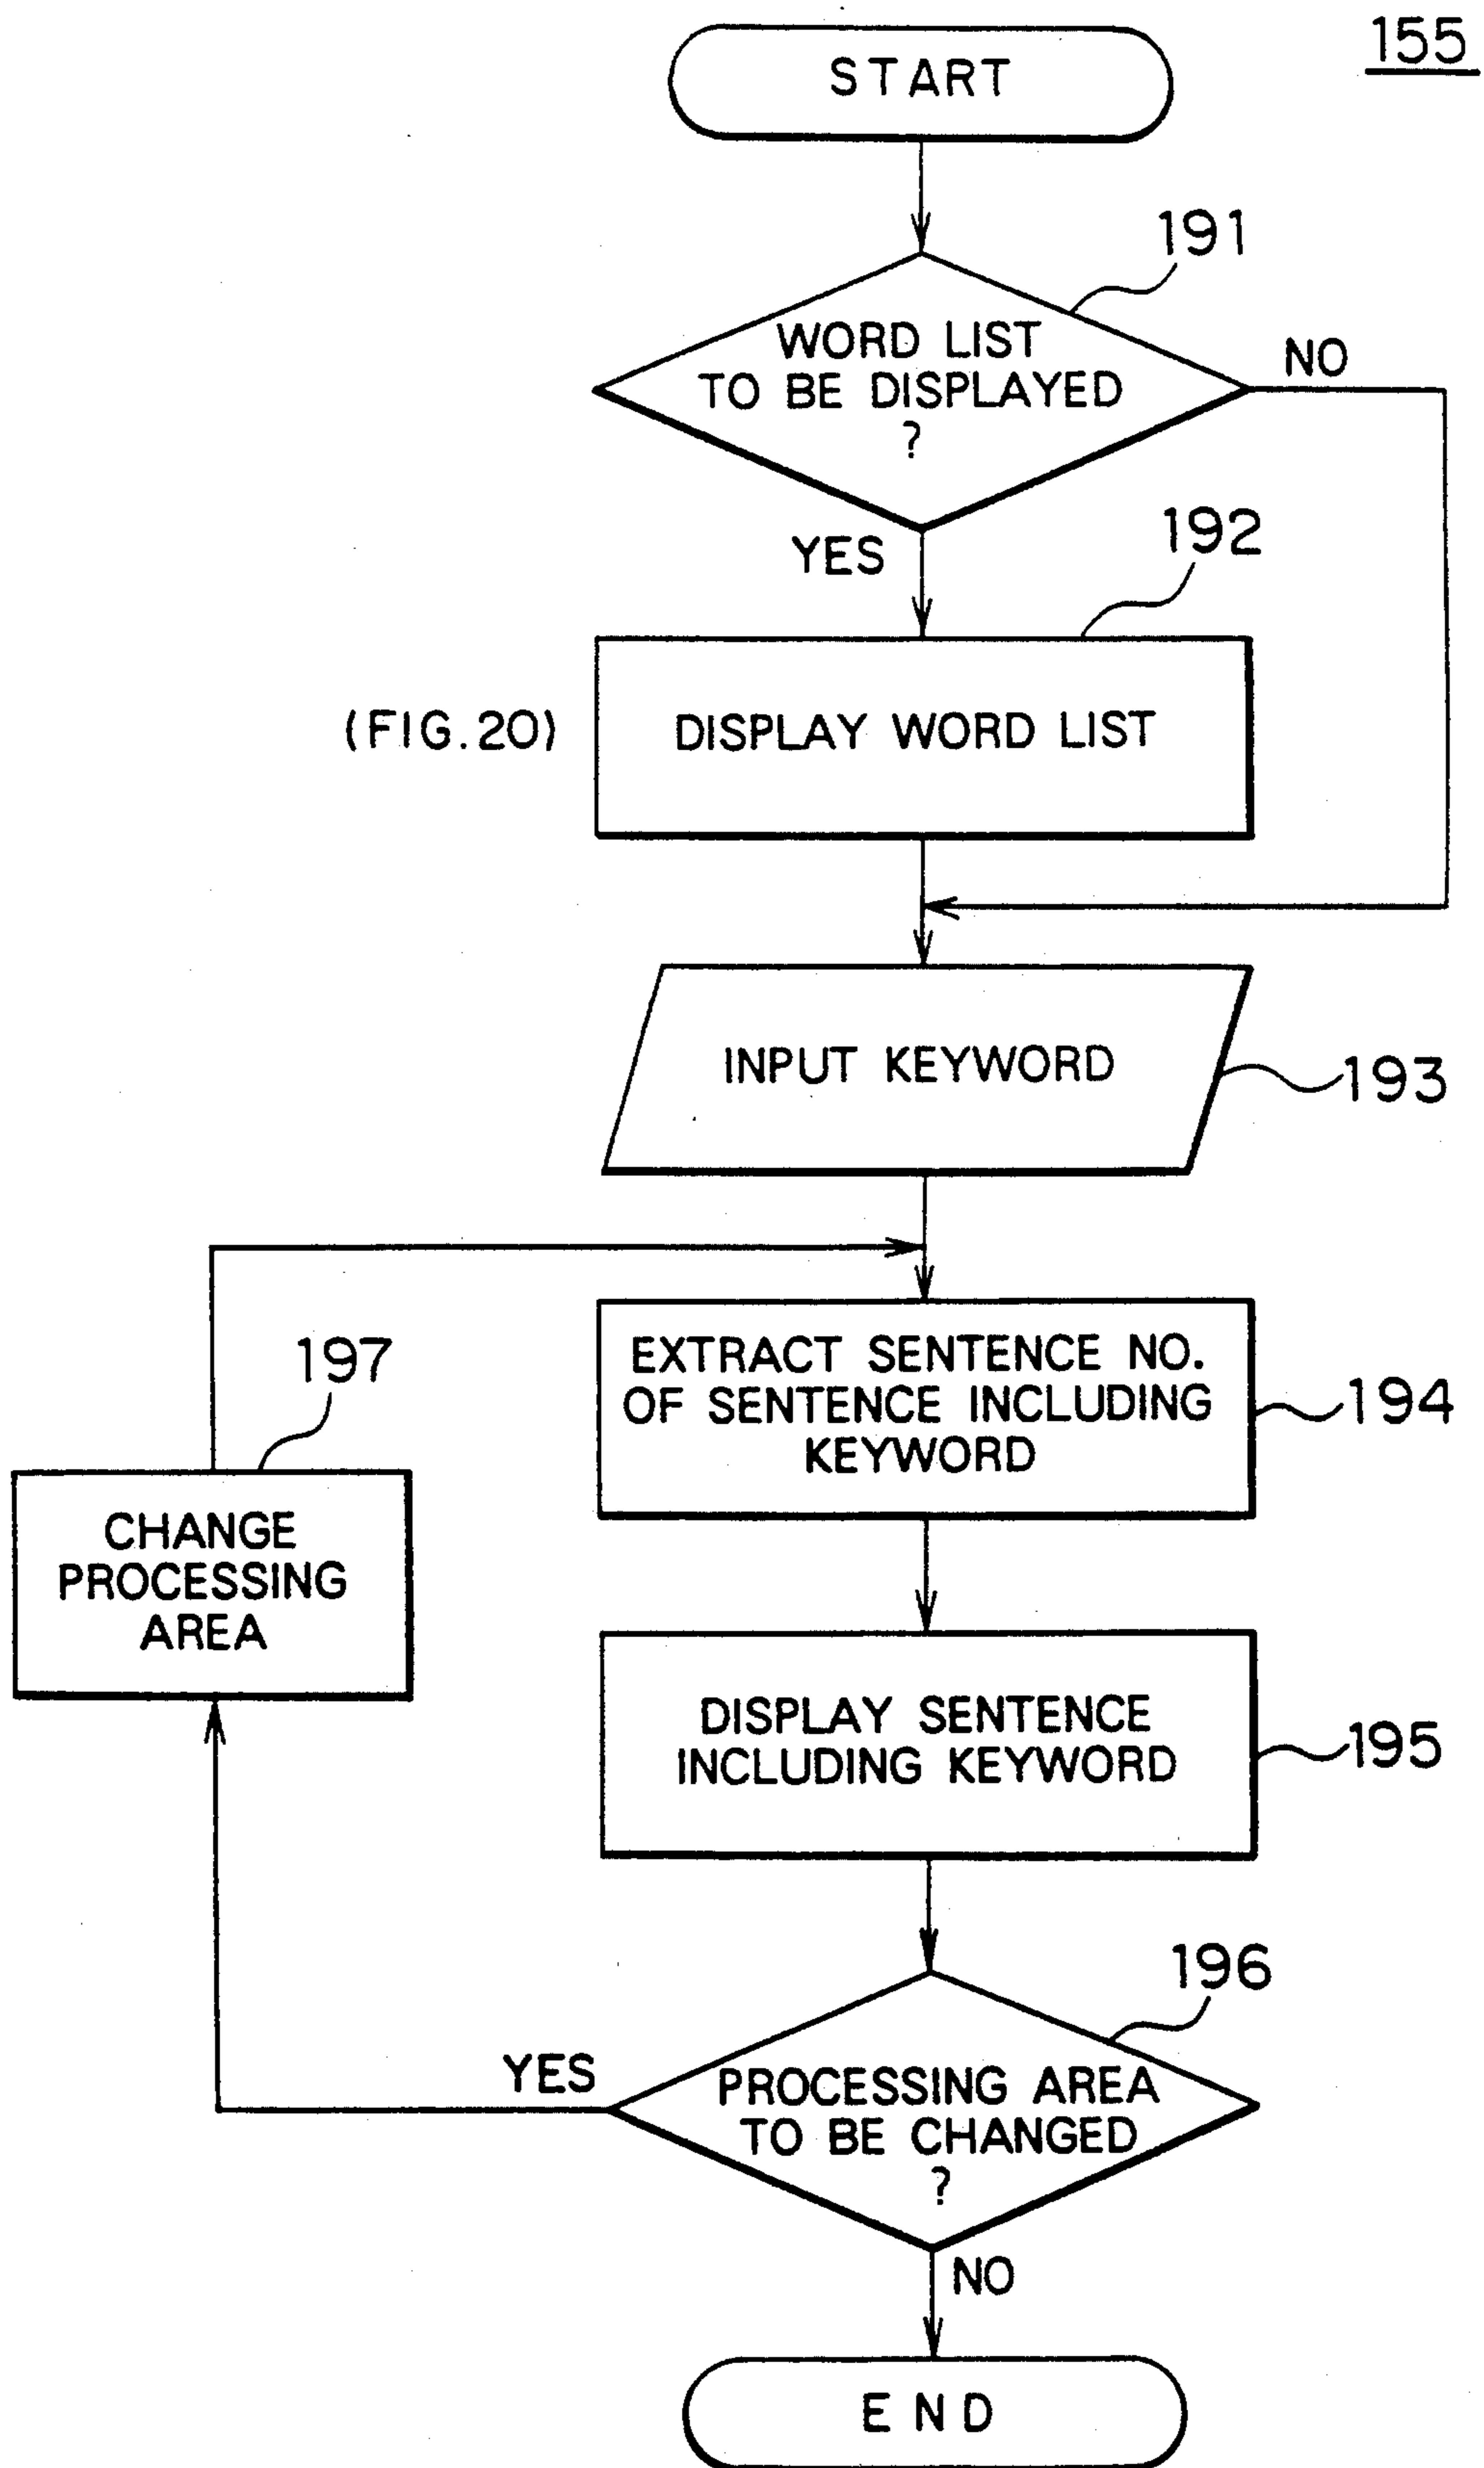 155
START
191
WORD LIST
TO BE DISPLAYED
?
NO
YES
192
(FIG.20)
DISPLAY WORD LIST
INPUT KEYWORD
193
197
EXTRACT SENTENCE NO.
OF SENTENCE INCLUDING
KEYWORD
194
CHANGE
PROCESSING
AREA
DISPLAY SENTENCE
INCLUDING KEYWORD
195
196
YES
PROCESSING AREA
TO BE CHANGED
?
NO
END